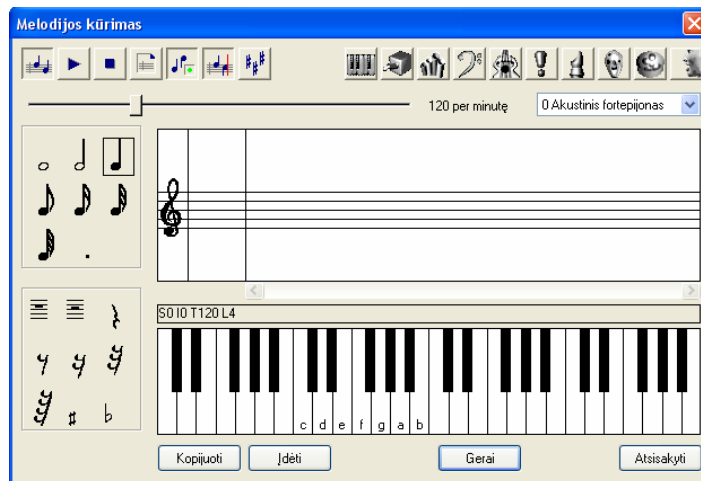 Melodijos kūrimas
120 per minutę
0 Akustinis fortepijonas
S0 I0 T120 L4
c d e f g a b
Kopijuoti Įdėti Gerai Atsisakyti